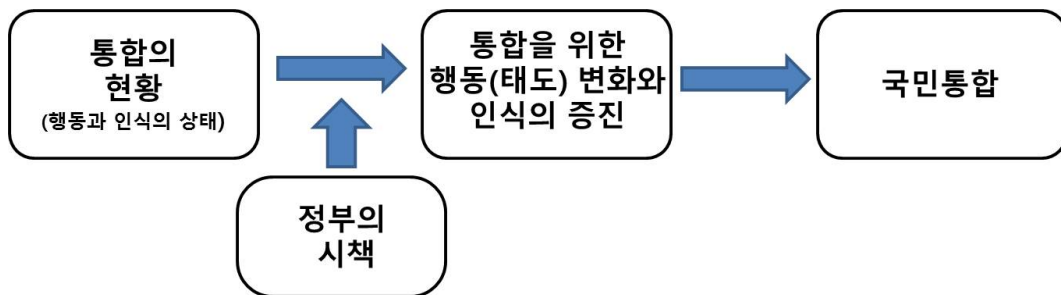 통합의
현황
(행동과 인식의 상태)
통합을 위한
행동(태도) 변화와
인식의 증진
국민통합
정부의
시책